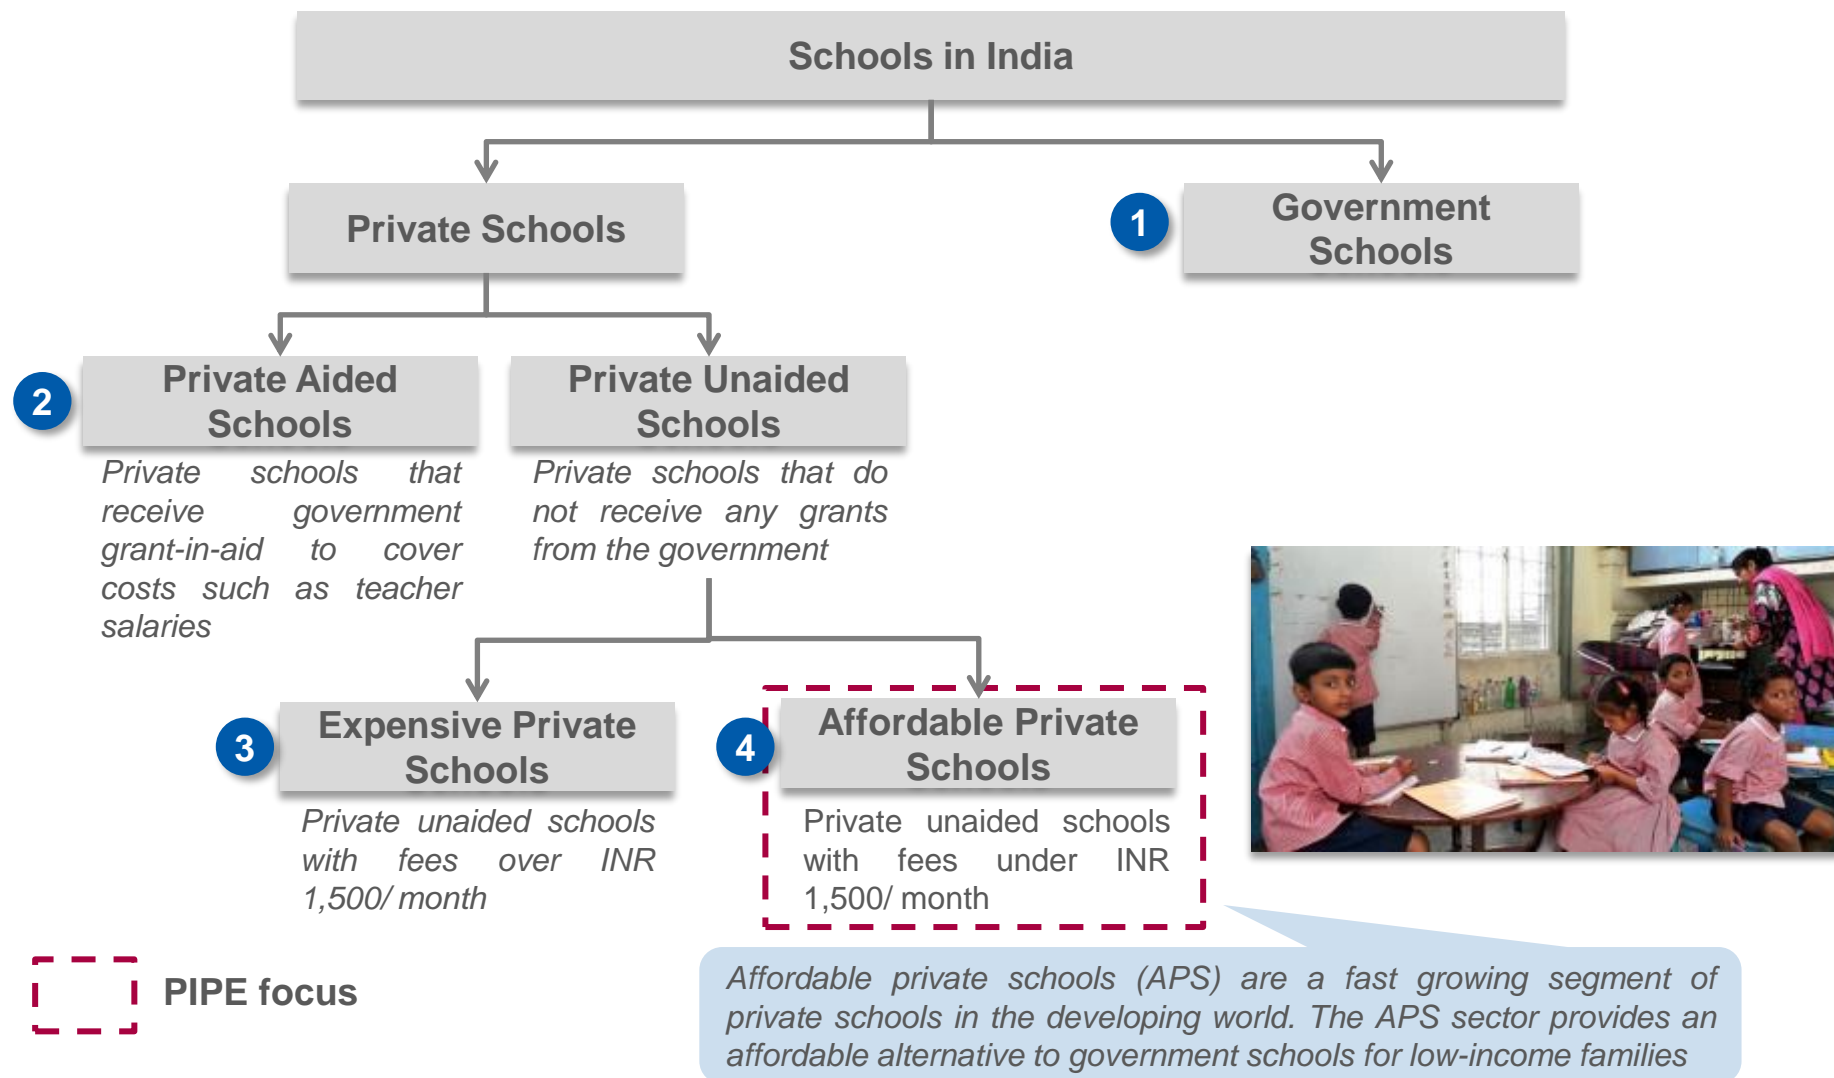 Schools in India
Private Schools
1
Government
Schools
2
Private Aided
Schools
Private schools that
receive government
grant-in-aid to cover
costs such as teacher
salaries
Private Unaided
Schools
Private schools that do
not receive any grants
from the government
3
Expensive Private
Schools
Private unaided schools
with fees over INR
1,500/ month
4
Affordable Private
Schools
Private unaided schools
with fees under INR
1,500/ month
PIPE focus
Affordable private schools (APS) are a fast growing segment of
private schools in the developing world. The APS sector provides an
affordable alternative to government schools for low-income families